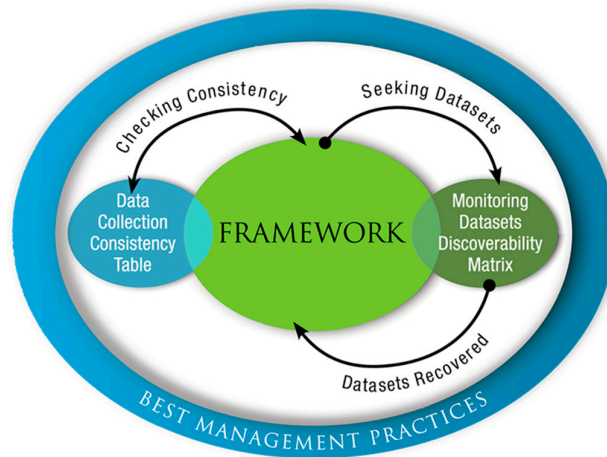 Checking Consistency
Seeking Datasets
Data
Collection
Consistency
Table
FRAMEWORK
Monitoring
Datasets
Discoverability
Matrix
Datasets Recovered
BEST MANAGEMENT PRACTICES